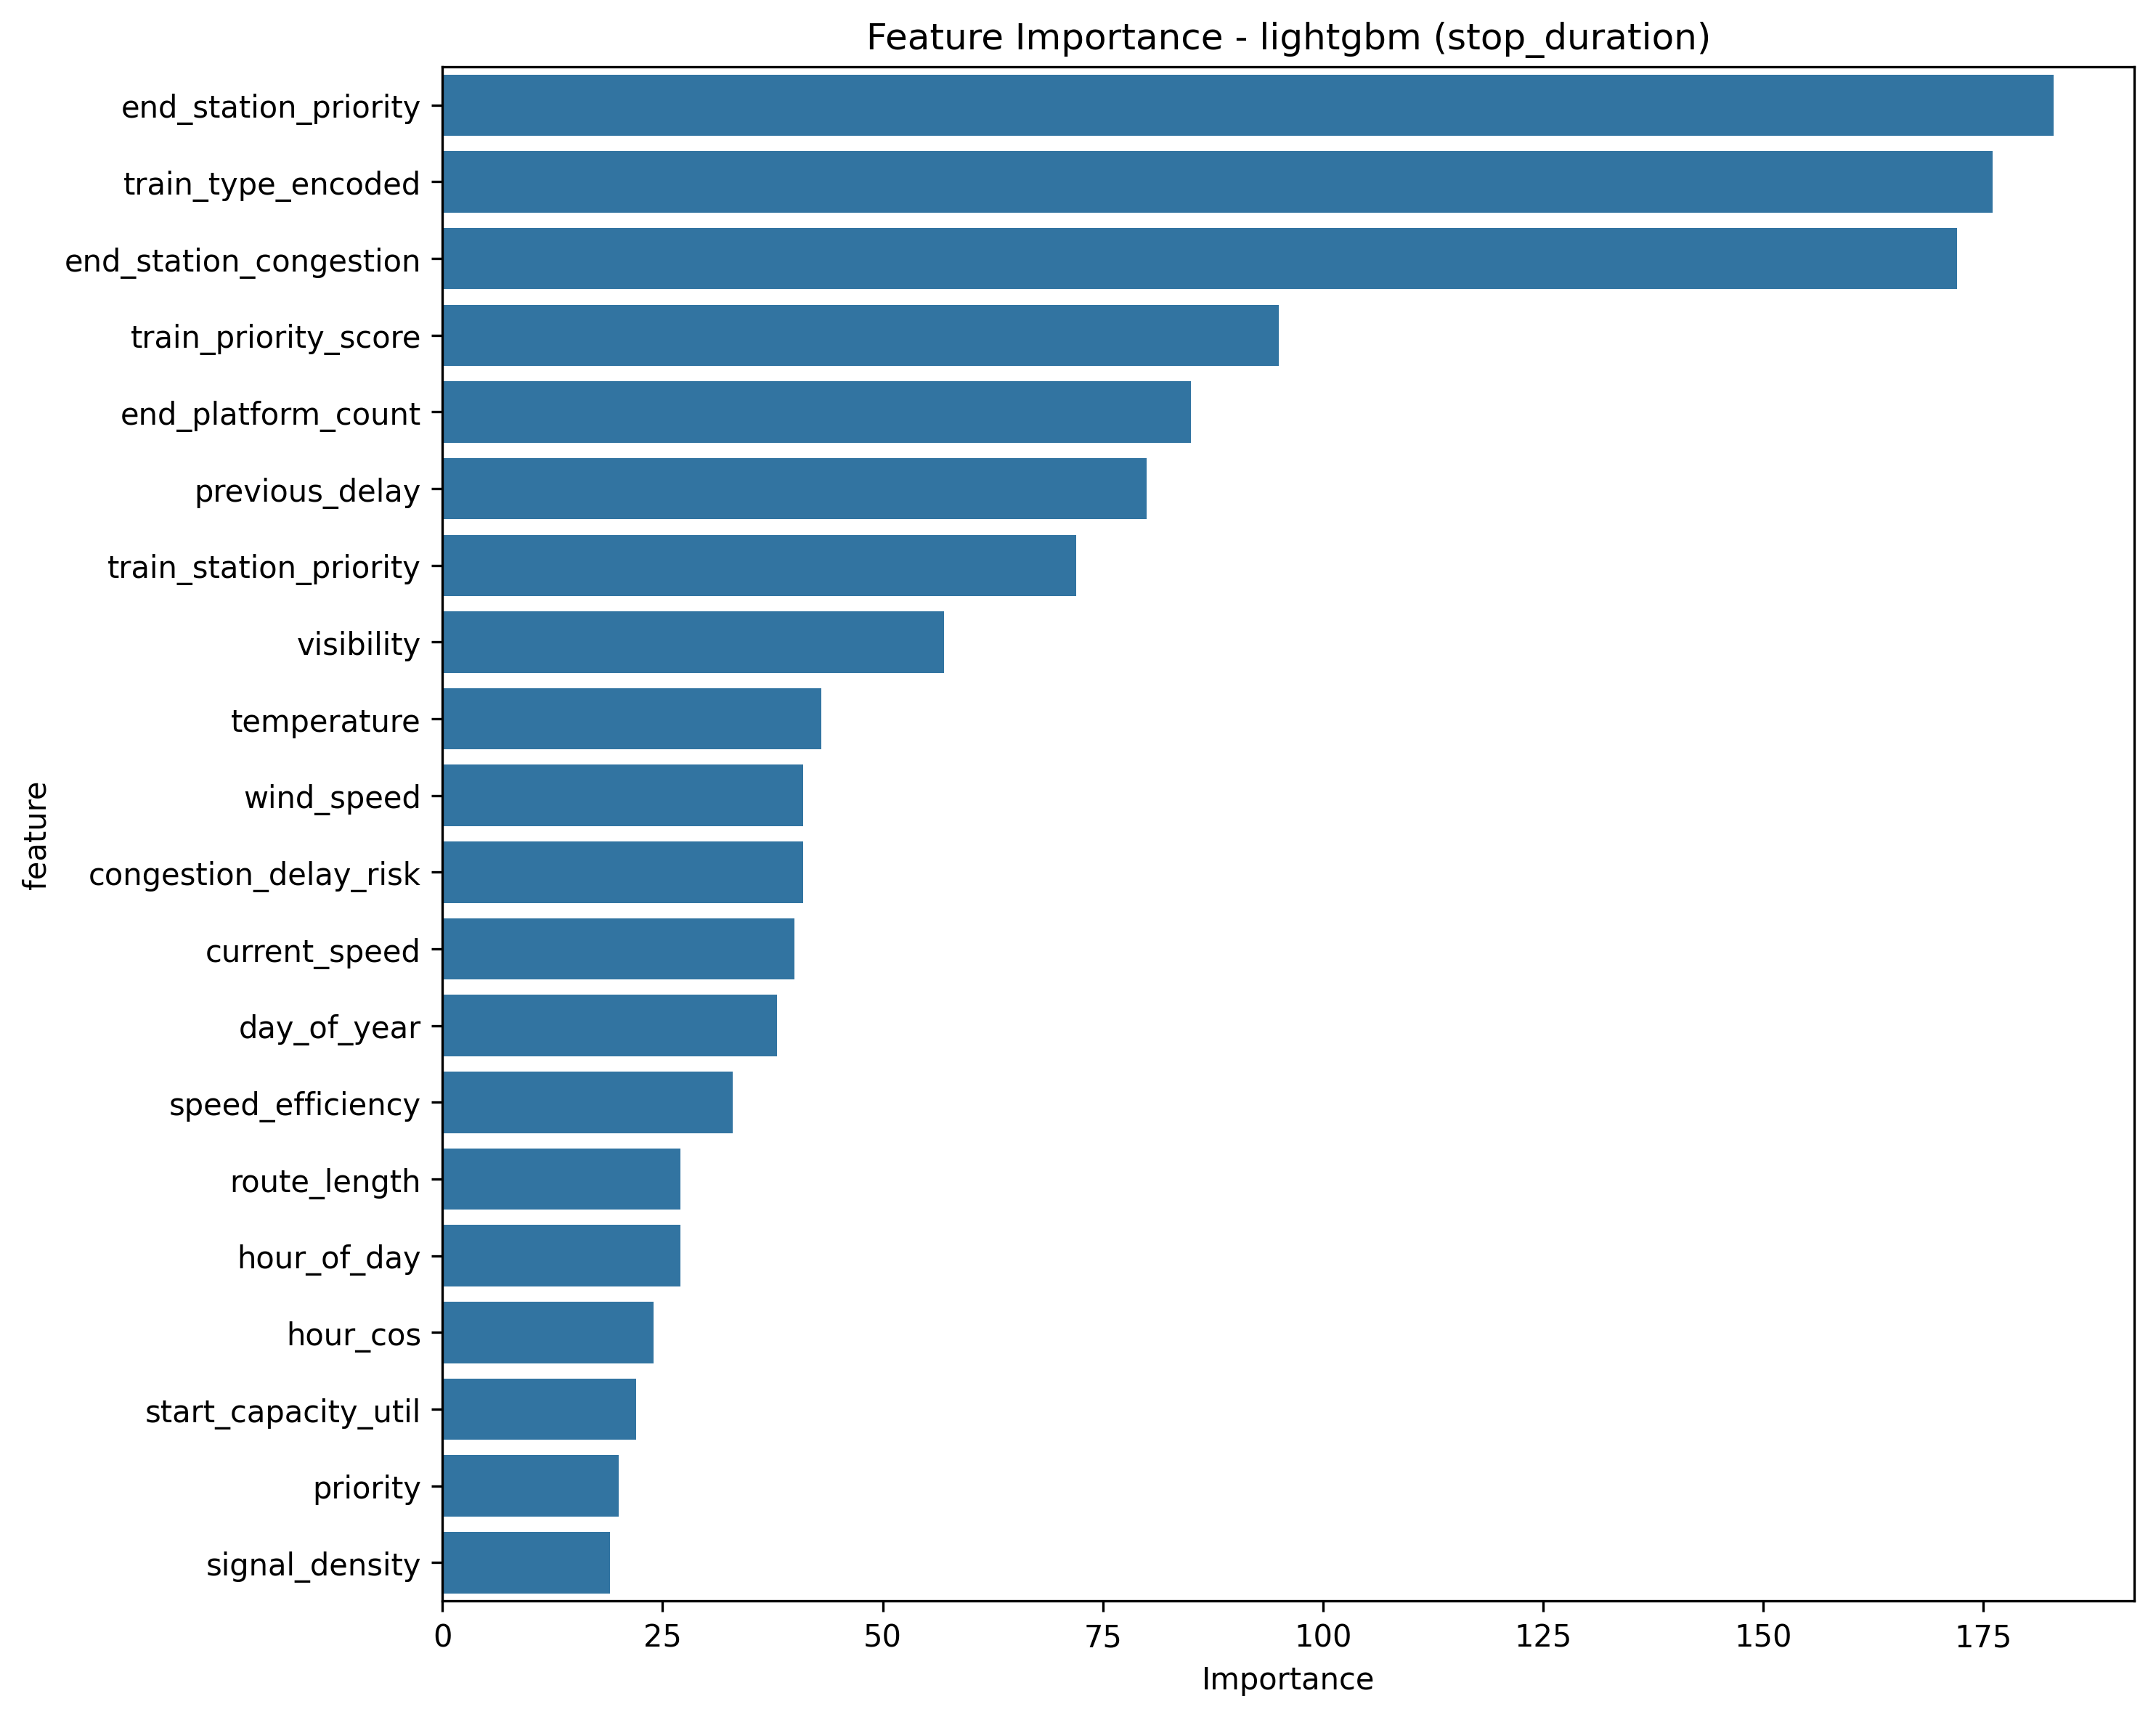 Feature Importance - lightgbm (stop_duration)
end_station_priority
train_type_encoded
end_station_congestion
train_priority_score
end_platform_count
previous_delay
train_station_priority
visibility
temperature
wind_speed
congestion_delay_risk
current_speed
day_of_year
speed_efficiency
route_length
hour_of_day
hour_cos
start_capacity_util
priority
signal_density
feature
0 25 50 75 100 125 150 175
Importance